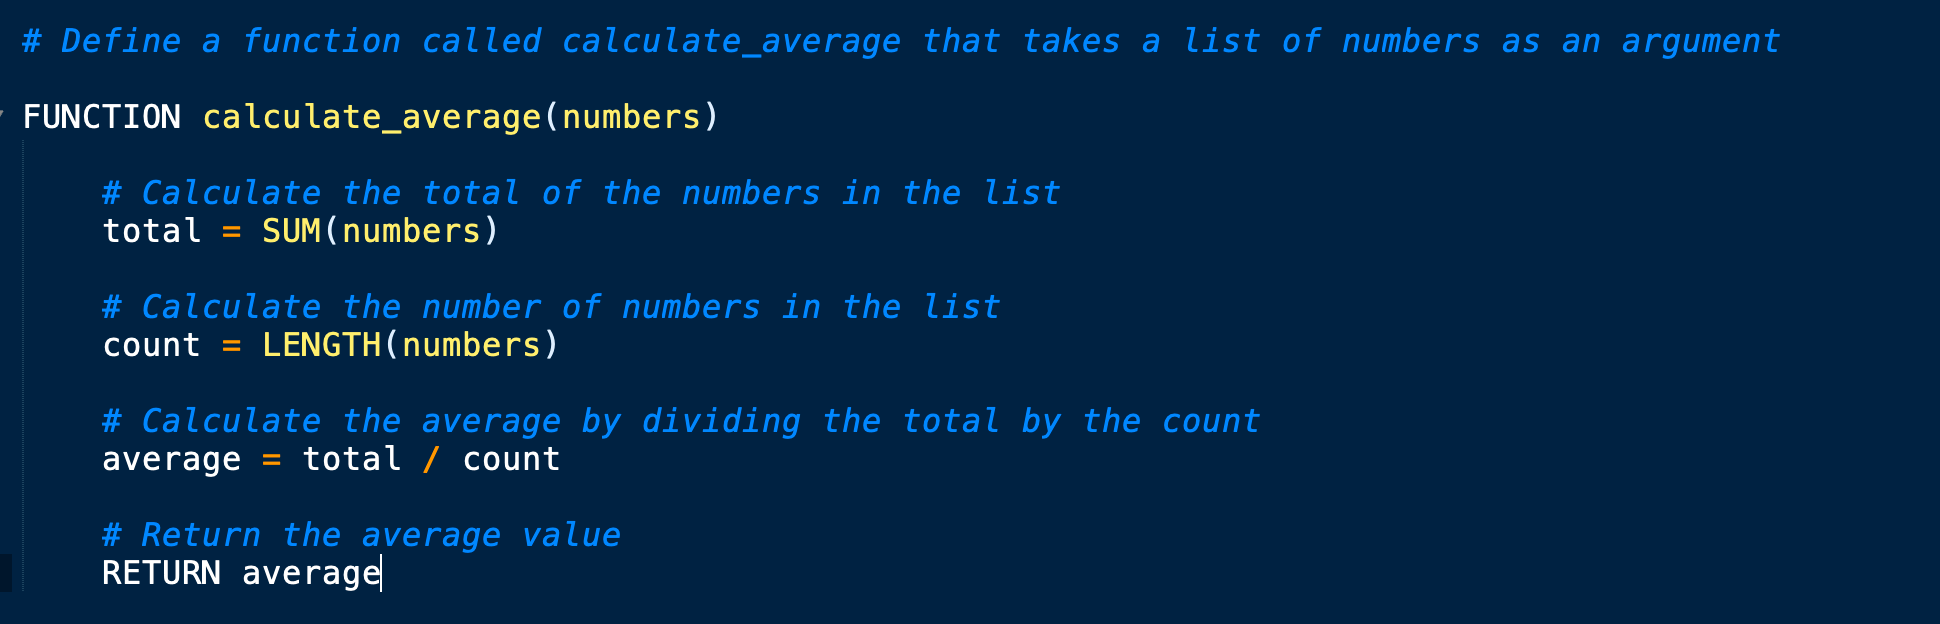 # Define a function called calculate_average that takes a list of numbers as an argument
FUNCTION calculate_average(numbers)
# Calculate the total of the numbers in the list
total = SUM(numbers)
# Calculate the number of numbers in the list
count = LENGTH(numbers)
# Calculate the average by dividing the total by the count
average = total / count
# Return the average value
RETURN average